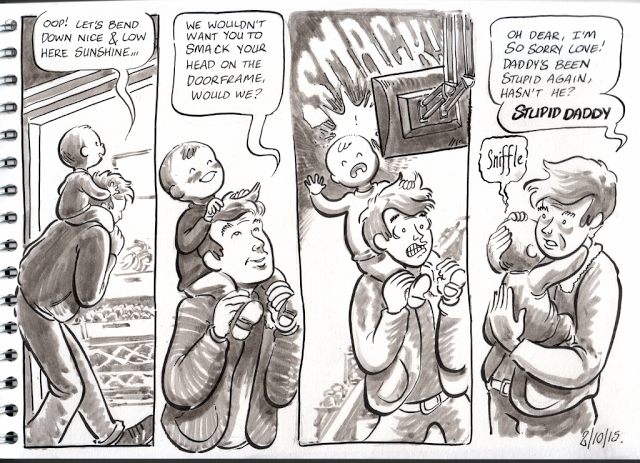 OOP! LET'S BEND
DOWN NICE & LOW
HERE SUNSHINE...
WE WOULDN'T
WANT YOU TO
SMACK YOUR
HEAD ON THE
DOORFRAME,
WOULD WE?
SMACK!
!
OH DEAR, I'M
SO SORRY LOVE!
DADDY'S BEEN
STUPID AGAIN,
HASN'T HE?
STUPID DADDY
Sniffle
8/10/15.